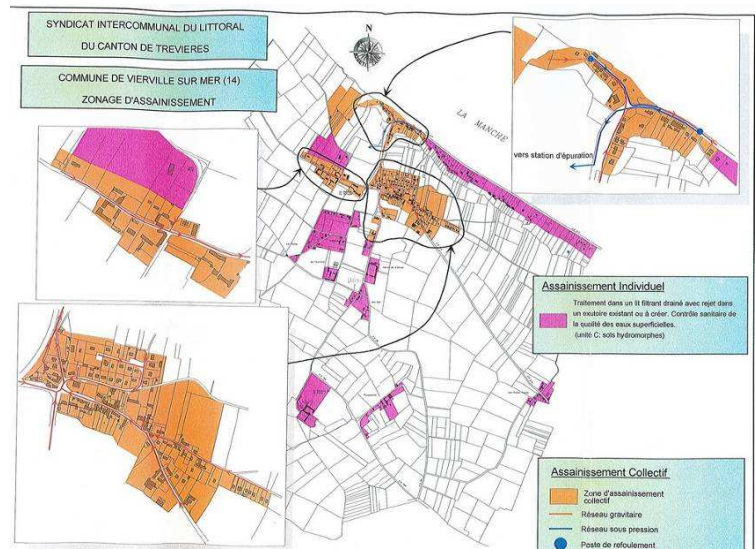 SYNDICAT INTERCOMMUNAL DU LITTORAL
DU CANTON DE TREVIERES
COMMUNE DE VIERVILLE SUR MER (14)
ZONAGE D'ASSAINISSEMENT
N
LA MANCHE
vers station d'épuration
Assainissement Individuel
Traitement dans un lit filtrant drainé avec rejet dans
un exutoire existant ou à créer. Contrôle sanitaire de
la qualité des eaux superficielles.
(unité C: sols hydromorphes)
Assainissement Collectif
Zone d'assainissement
collectif
Réseau gravitaire
Réseau sous pression
Poste de refoulement